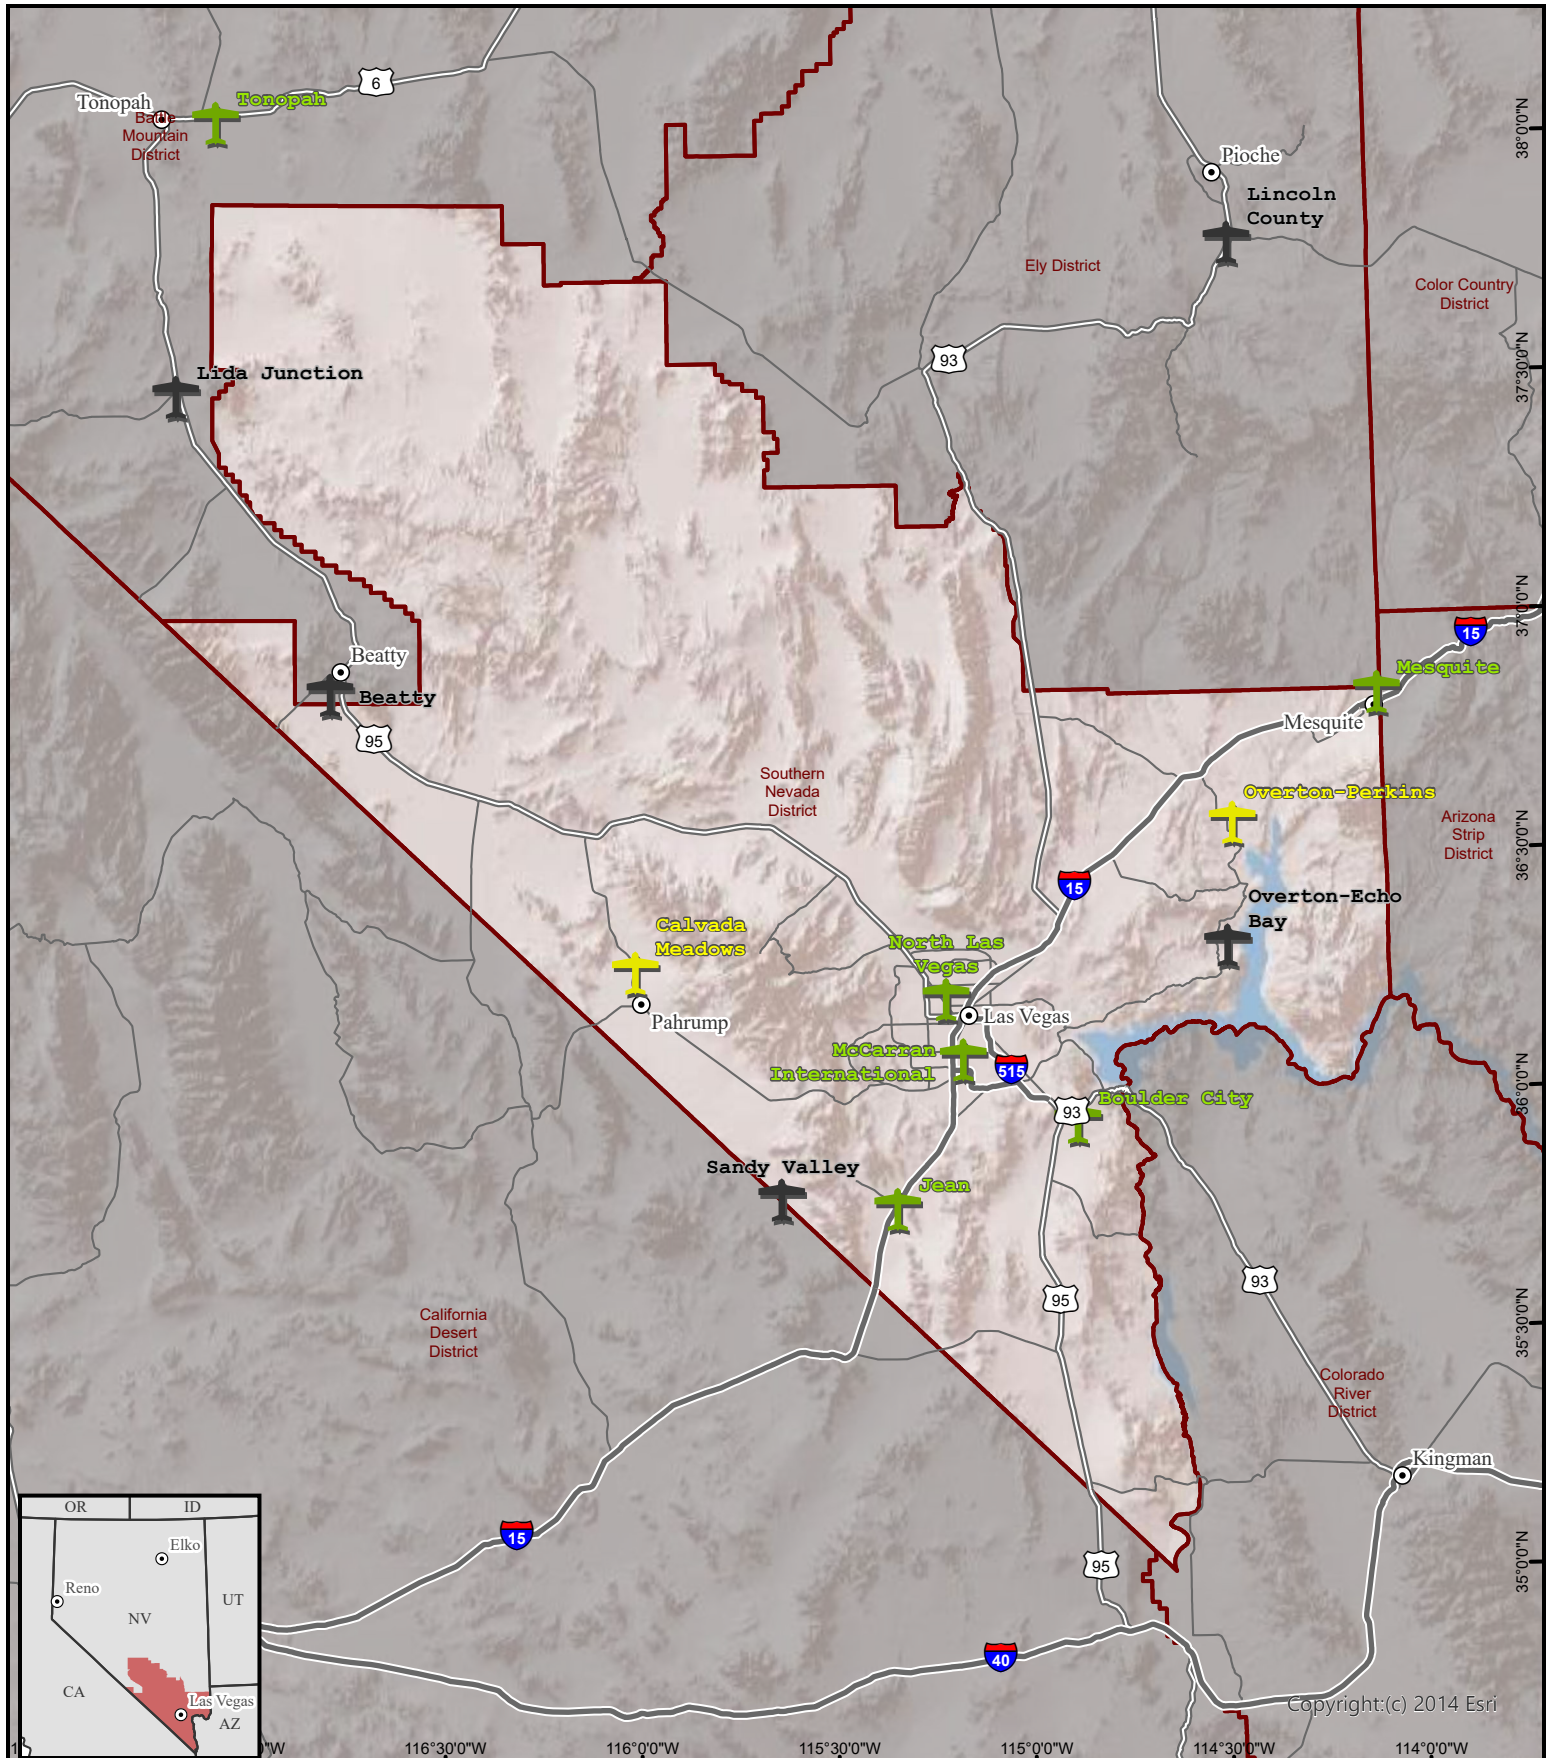 6
Tonopah
Tonopah
Battle
Mountain
District
38°0'0"N
Pioche
Lincoln
County
Ely District
Color Country
District
93
37°30'0"N
Lida Junction
37°0'0"N
15
Beatty
Beatty
Mesquite
Mesquite
95
Southern
Nevada
District
Overton-Perkins
Arizona
Strip
District
36°30'0"N
15
Overton-Echo
Bay
Calvada
Meadows
North Las
Vegas
Las Vegas
Pahrump
McCarran
International
515
93
Boulder City
36°0'0"N
Sandy Valley
Jean
93
95
California
Desert
District
35°30'0"N
Colorado
River
District
Kingman
15
95
35°0'0"N
OR
ID
Elko
Reno
UT
NV
CA
Las Vegas
AZ
40
Copyright:(c) 2014 Esri
116°30'0"W
116°0'0"W
115°30'0"W
115°0'0"W
114°30'0"W
114°0'0"W